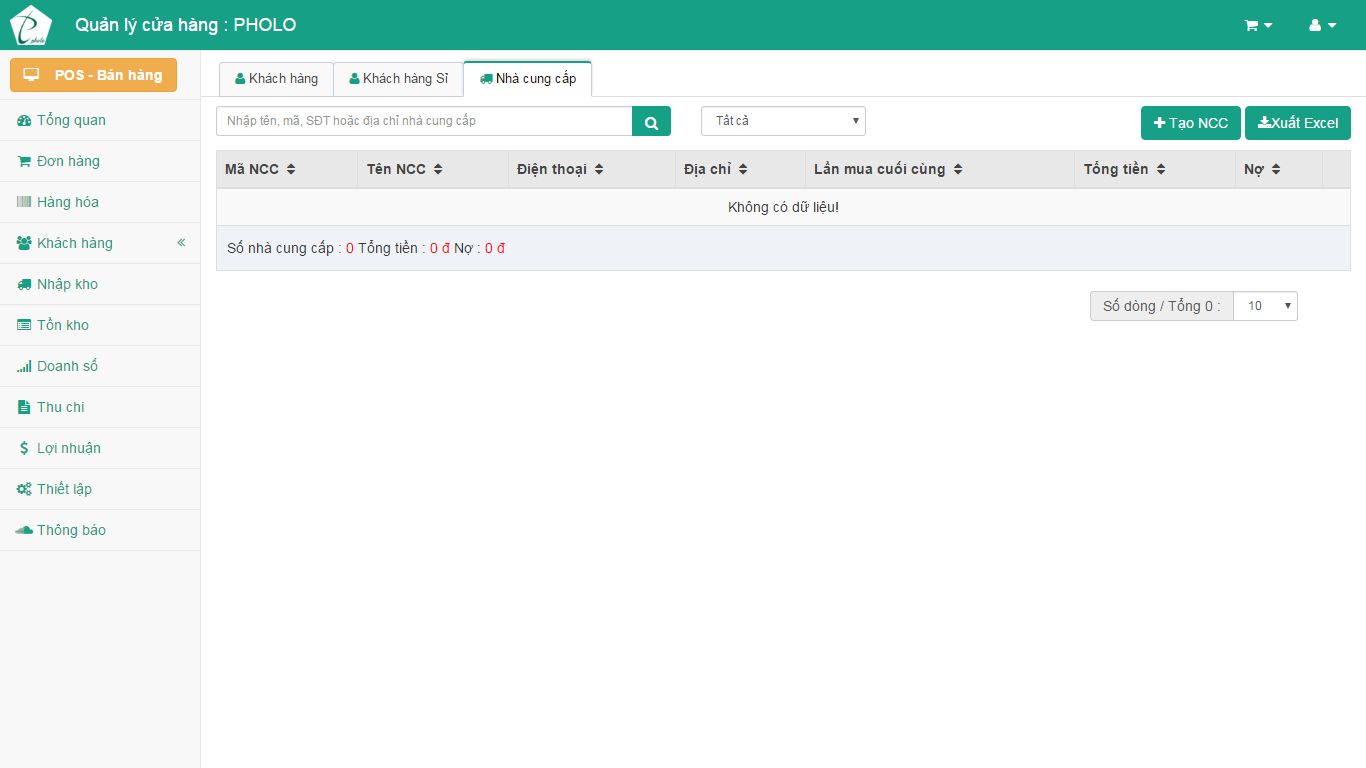 pholo
Quản lý cửa hàng : PHOLO
POS - Bán hàng
Tổng quan
Đơn hàng
Hàng hóa
Khách hàng
Nhập kho
Tồn kho
Doanh số
Thu chi
Lợi nhuận
Thiết lập
Thông báo
Khách hàng Khách hàng Sỉ Nhà cung cấp
Nhập tên, mã, SĐT hoặc địa chỉ nhà cung cấp Tất cả Tạo NCC Xuất Excel
Mã NCC Tên NCC Điện thoại Địa chỉ Lần mua cuối cùng Tổng tiền Nợ
Không có dữ liệu!
Số nhà cung cấp : 0 Tổng tiền : 0 đ Nợ : 0 đ
Số dòng / Tổng 0 : 10